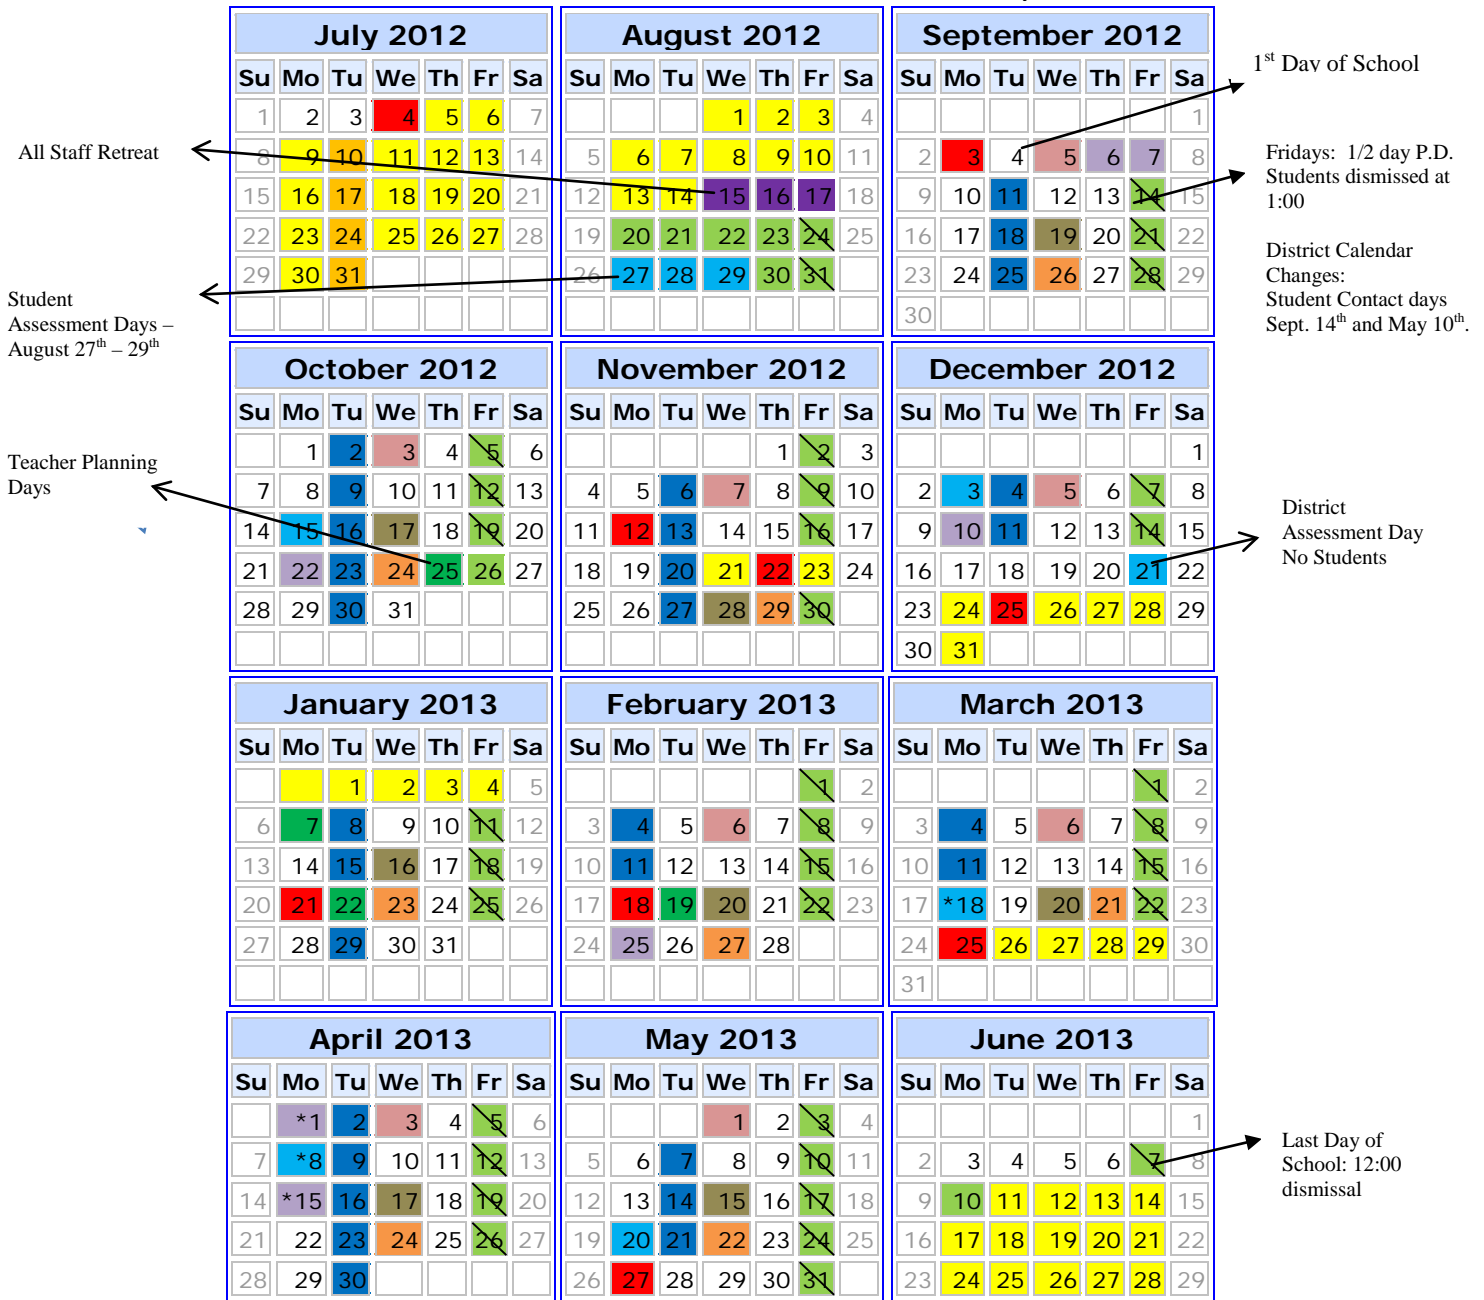 July 2012
Su Mo Tu We Th Fr Sa
1 2 3 4 5 6 7
8 9 10 11 12 13 14
15 16 17 18 19 20 21
22 23 24 25 26 27 28
29 30 31
August 2012
Su Mo Tu We Th Fr Sa
1 2 3 4
5 6 7 8 9 10 11
12 13 14 15 16 17 18
19 20 21 22 23 24 25
26 27 28 29 30 31
September 2012
Su Mo Tu We Th Fr Sa
1
2 3 4 5 6 7 8
9 10 11 12 13 14 15
16 17 18 19 20 21 22
23 24 25 26 27 28 29
30
All Staff Retreat
Student
Assessment Days –
August 27th – 29th
1st Day of School
Fridays: 1/2 day P.D.
Students dismissed at
1:00
District Calendar
Changes:
Student Contact days
Sept. 14th and May 10th.
October 2012
Su Mo Tu We Th Fr Sa
1 2 3 4 5 6
7 8 9 10 11 12 13
14 15 16 17 18 19 20
21 22 23 24 25 26 27
28 29 30 31
November 2012
Su Mo Tu We Th Fr Sa
1 2 3
4 5 6 7 8 9 10
11 12 13 14 15 16 17
18 19 20 21 22 23 24
25 26 27 28 29 30
December 2012
Su Mo Tu We Th Fr Sa
1
2 3 4 5 6 7 8
9 10 11 12 13 14 15
16 17 18 19 20 21 22
23 24 25 26 27 28 29
30 31
Teacher Planning
Days
District
Assessment Day
No Students
January 2013
Su Mo Tu We Th Fr Sa
1 2 3 4 5
6 7 8 9 10 11 12
13 14 15 16 17 18 19
20 21 22 23 24 25 26
27 28 29 30 31
February 2013
Su Mo Tu We Th Fr Sa
1 2
3 4 5 6 7 8 9
10 11 12 13 14 15 16
17 18 19 20 21 22 23
24 25 26 27 28
March 2013
Su Mo Tu We Th Fr Sa
1 2
3 4 5 6 7 8 9
10 11 12 13 14 15 16
17 *18 19 20 21 22 23
24 25 26 27 28 29 30
31
April 2013
Su Mo Tu We Th Fr Sa
*1 2 3 4 5 6
7 *8 9 10 11 12 13
14 *15 16 17 18 19 20
21 22 23 24 25 26 27
28 29 30
May 2013
Su Mo Tu We Th Fr Sa
1 2 3 4
5 6 7 8 9 10 11
12 13 14 15 16 17 18
19 20 21 22 23 24 25
26 27 28 29 30 31
June 2013
Su Mo Tu We Th Fr Sa
1
2 3 4 5 6 7 8
9 10 11 12 13 14 15
16 17 18 19 20 21 22
23 24 25 26 27 28 29
Last Day of
School: 12:00
dismissal